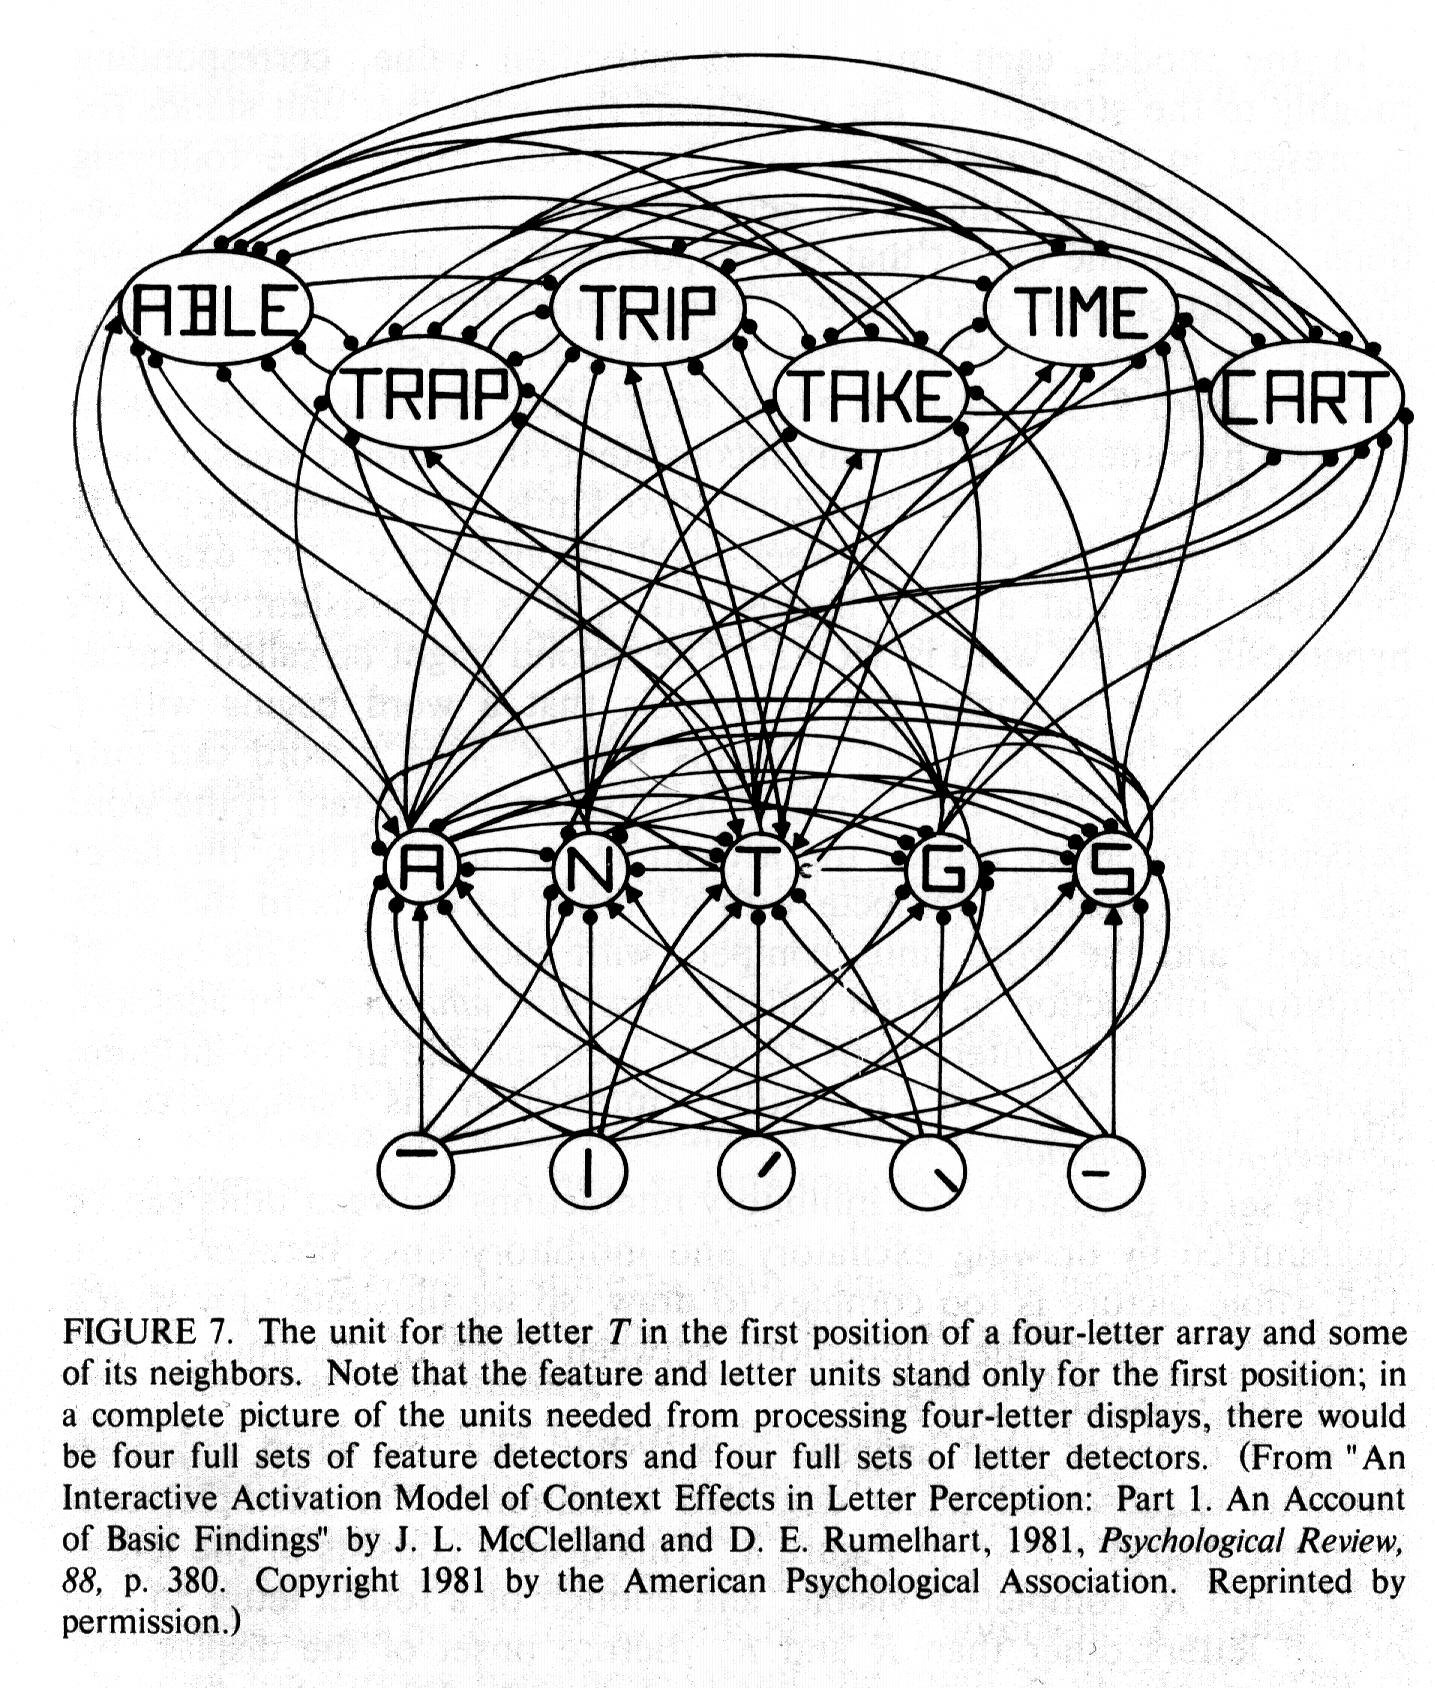 ABLE
TRIP
TIME
TRAP
TAKE
CART
A N T G S
FIGURE 7. The unit for the letter T in the first position of a four-letter array and some
of its neighbors. Note that the feature and letter units stand only for the first position; in
a complete picture of the units needed from processing four-letter displays, there would
be four full sets of feature detectors and four full sets of letter detectors. (From "An
Interactive Activation Model of Context Effects in Letter Perception: Part 1. An Account
of Basic Findings" by J. L. McClelland and D. E. Rumelhart, 1981, Psychological Review,
88, p. 380. Copyright 1981 by the American Psychological Association. Reprinted by
permission.)